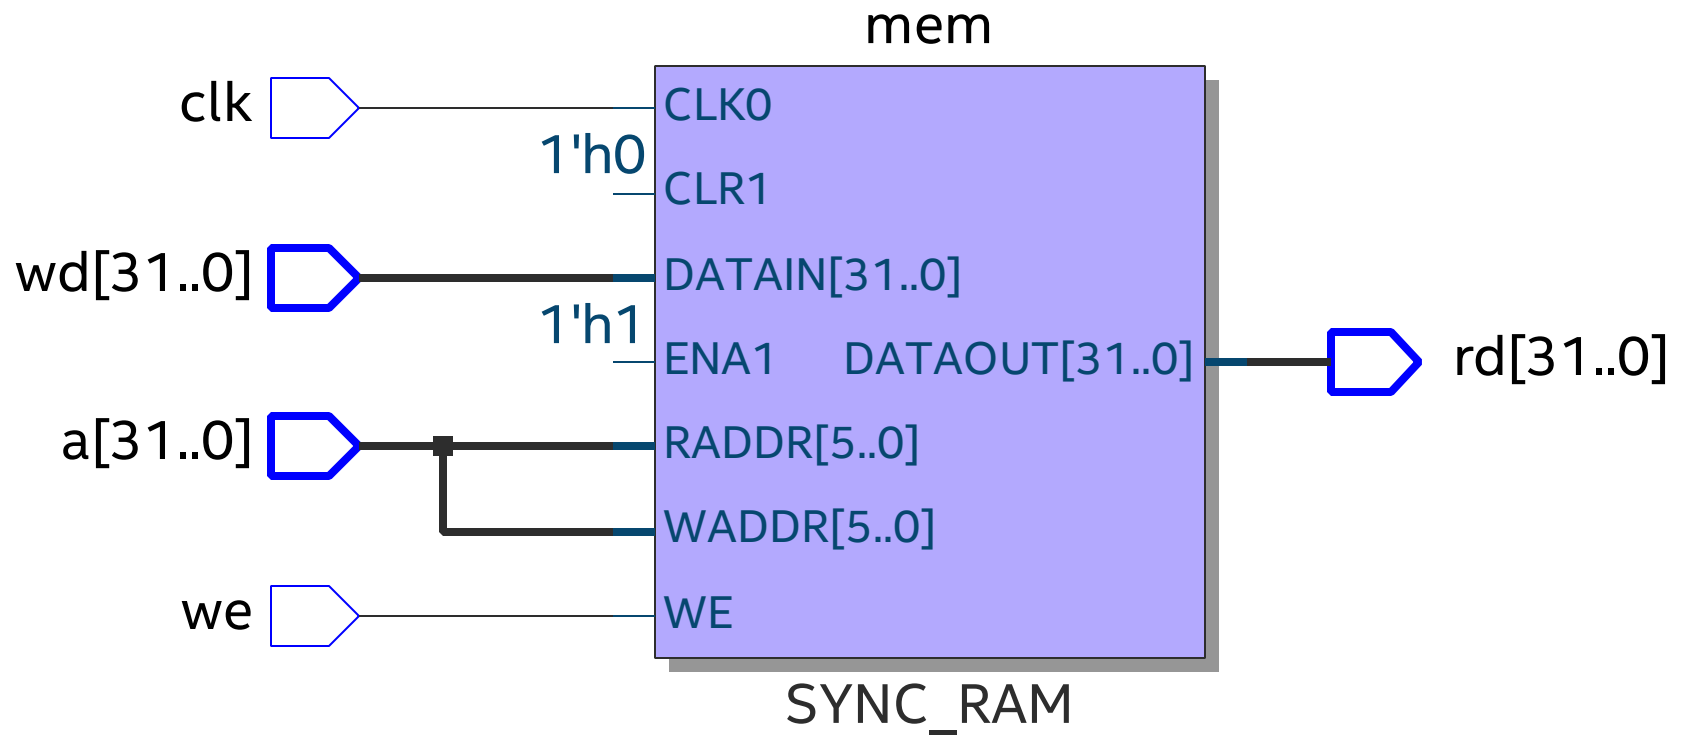 mem
clk
CLK0
1'h0
CLR1
wd[31..0]
DATAIN[31..0]
1'h1
ENA1
DATAOUT[31..0]
rd[31..0]
a[31..0]
RADDR[5..0]
WADDR[5..0]
we
WE
SYNC_RAM